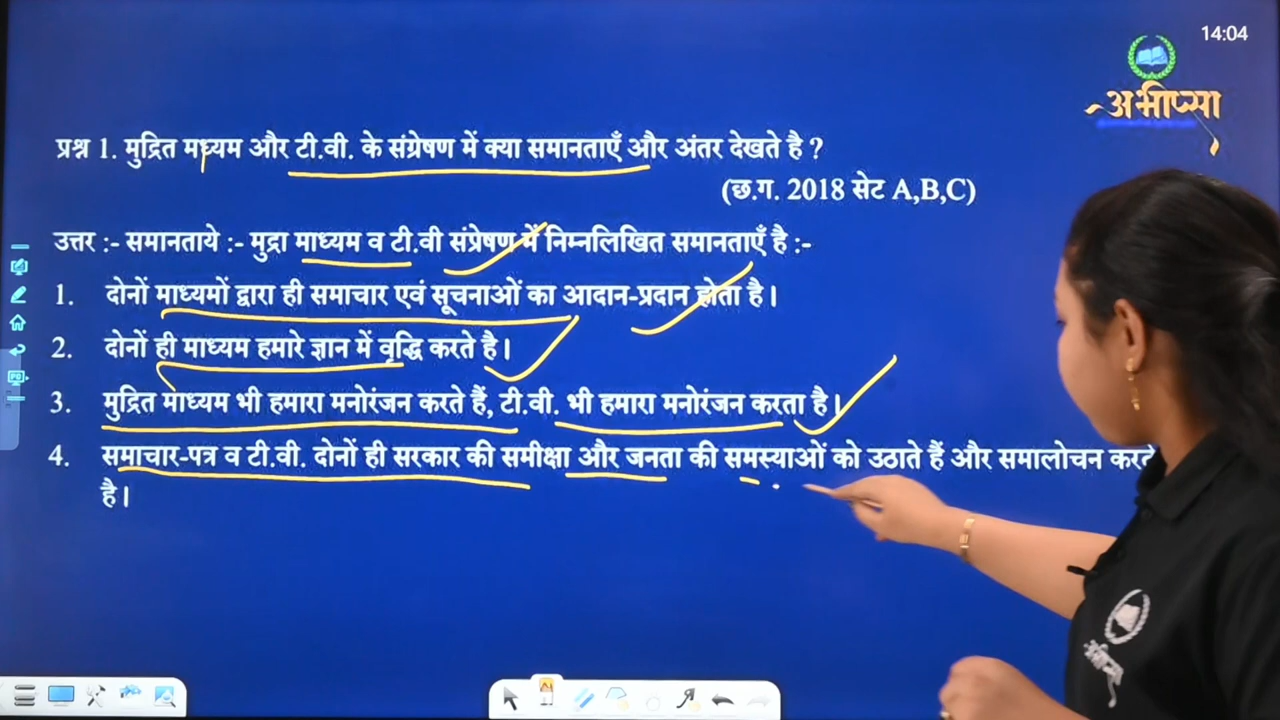 14:04
अभीप्सा
प्रश्न 1. मुद्रित मध्यम और टी.वी. के संग्रेषण में क्या समानताएँ और अंतर देखते है ?
(छ.ग. 2018 सेट A,B,C)
उत्तर :- समानताये :- मुद्रा माध्यम व टी.वी संप्रेषण में निम्नलिखित समानताएँ है :-
1. दोनों माध्यमों द्वारा ही समाचार एवं सूचनाओं का आदान-प्रदान होता है।
2. दोनों ही माध्यम हमारे ज्ञान में वृद्धि करते है।
3. मुद्रित माध्यम भी हमारा मनोरंजन करते हैं, टी.वी. भी हमारा मनोरंजन करता है।
4. समाचार-पत्र व टी.वी. दोनों ही सरकार की समीक्षा और जनता की समस्याओं को उठाते हैं और समालोचन करते
है।
अभीप्सा